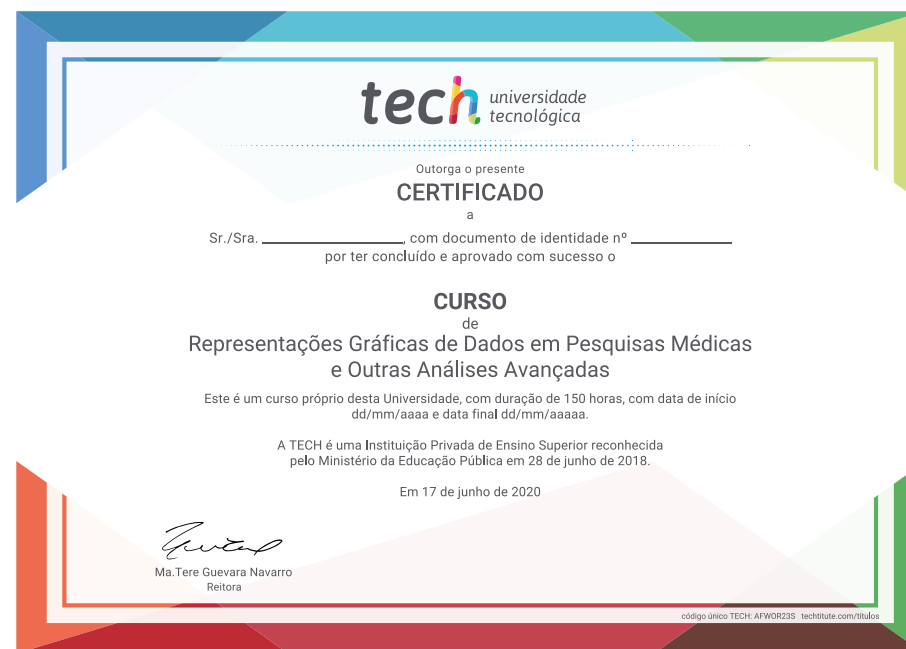 tech universidade
tecnológica
Outorga o presente
CERTIFICADO
a
Sr./Sra. ________________, com documento de identidade nº ____________
por ter concluído e aprovado com sucesso o
CURSO
de
Representações Gráficas de Dados em Pesquisas Médicas
e Outras Análises Avançadas
Este é um curso próprio desta Universidade, com duração de 150 horas, com data de início
dd/mm/aaaa e data final dd/mm/aaaaa.
A TECH é uma Instituição Privada de Ensino Superior reconhecida
pelo Ministério da Educação Pública em 28 de junho de 2018.
Em 17 de junho de 2020
Ma.Tere Guevara Navarro
Reitora
código único TECH: AFWOR23S techtitute.com/titulos